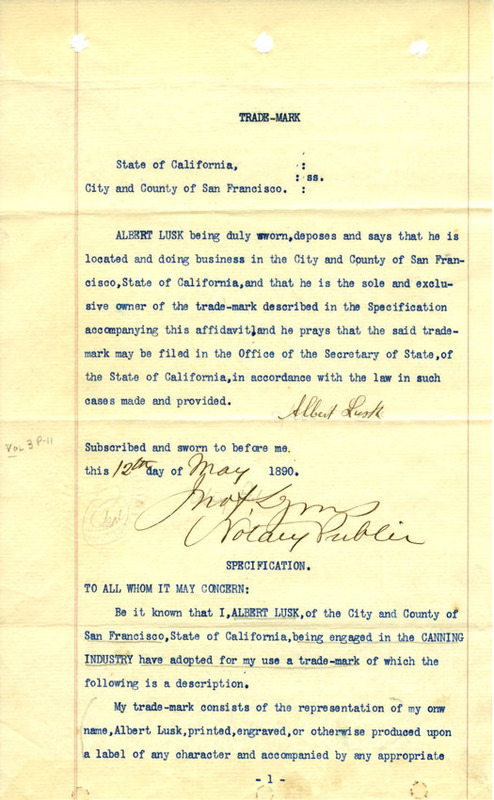 TRADE-MARK
State of California, :
: ss.
City and County of San Francisco. :
ALBERT LUSK being duly sworn,deposes and says that he is
located and doing business in the City and County of San Fran-
cisco,State of California,and that he is the sole and exclu-
sive owner of the trade-mark described in the Specification
accompanying this affidavit,and he prays that the said trade-
mark may be filed in the Office of the Secretary of State,of
the State of California,in accordance with the law in such
cases made and provided.
Albert Lusk
Vol 3 P-11
Subscribed and sworn to before me
this 12th day of May 1890.
Notary Public
SPECIFICATION.
TO ALL WHOM IT MAY CONCERN:
Be it known that I,ALBERT LUSK,of the City and County of
San Francisco,State of California,being engaged in the CANNING
INDUSTRY have adopted for my use a trade-mark of which the
following is a description.
My trade-mark consists of the representation of my onw
name,Albert Lusk,printed,engraved,or otherwise produced upon
a label of any character and accompanied by any appropriate
- 1 -